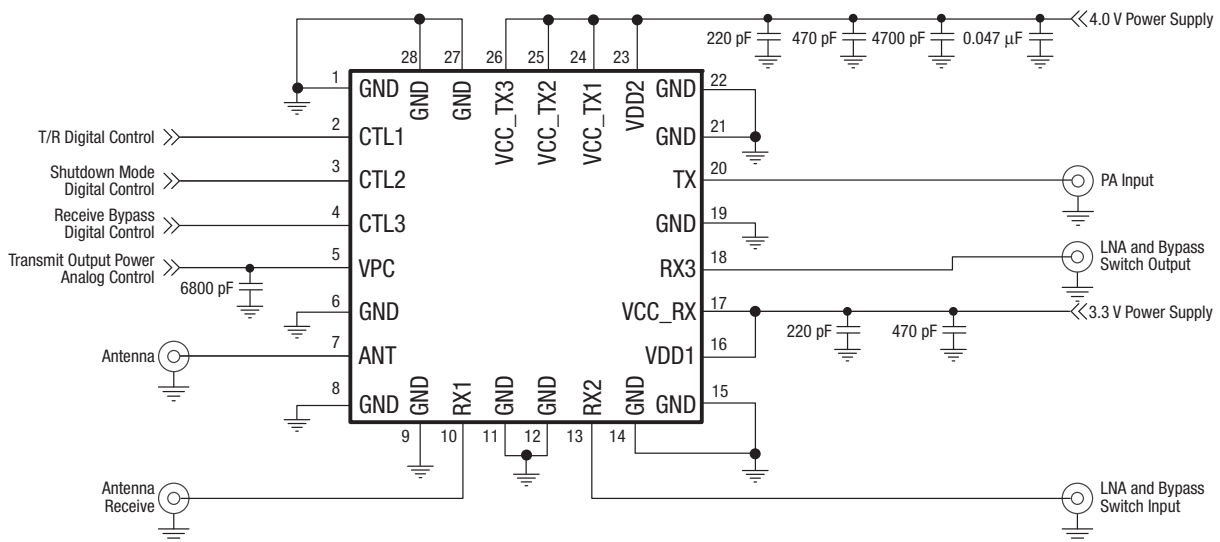 4.0 V Power Supply
220 pF
470 pF
4700 pF
0.047 μF
28
27
26
25
24
23
1
GND
GND
GND
VCC_TX3
VCC_TX2
VCC_TX1
VDD2
GND
22
T/R Digital Control
2
CTL1
GND
21
Shutdown Mode
Digital Control
3
CTL2
TX
20
PA Input
Receive Bypass
Digital Control
4
CTL3
GND
19
Transmit Output Power
Analog Control
6800 pF
5
VPC
RX3
18
LNA and Bypass
Switch Output
6
GND
VCC_RX
17
220 pF
470 pF
3.3 V Power Supply
Antenna
7
ANT
VDD1
16
8
GND
GND
RX1
GND
GND
RX2
GND
GND
15
9
10
11
12
13
14
Antenna
Receive
LNA and Bypass
Switch Input